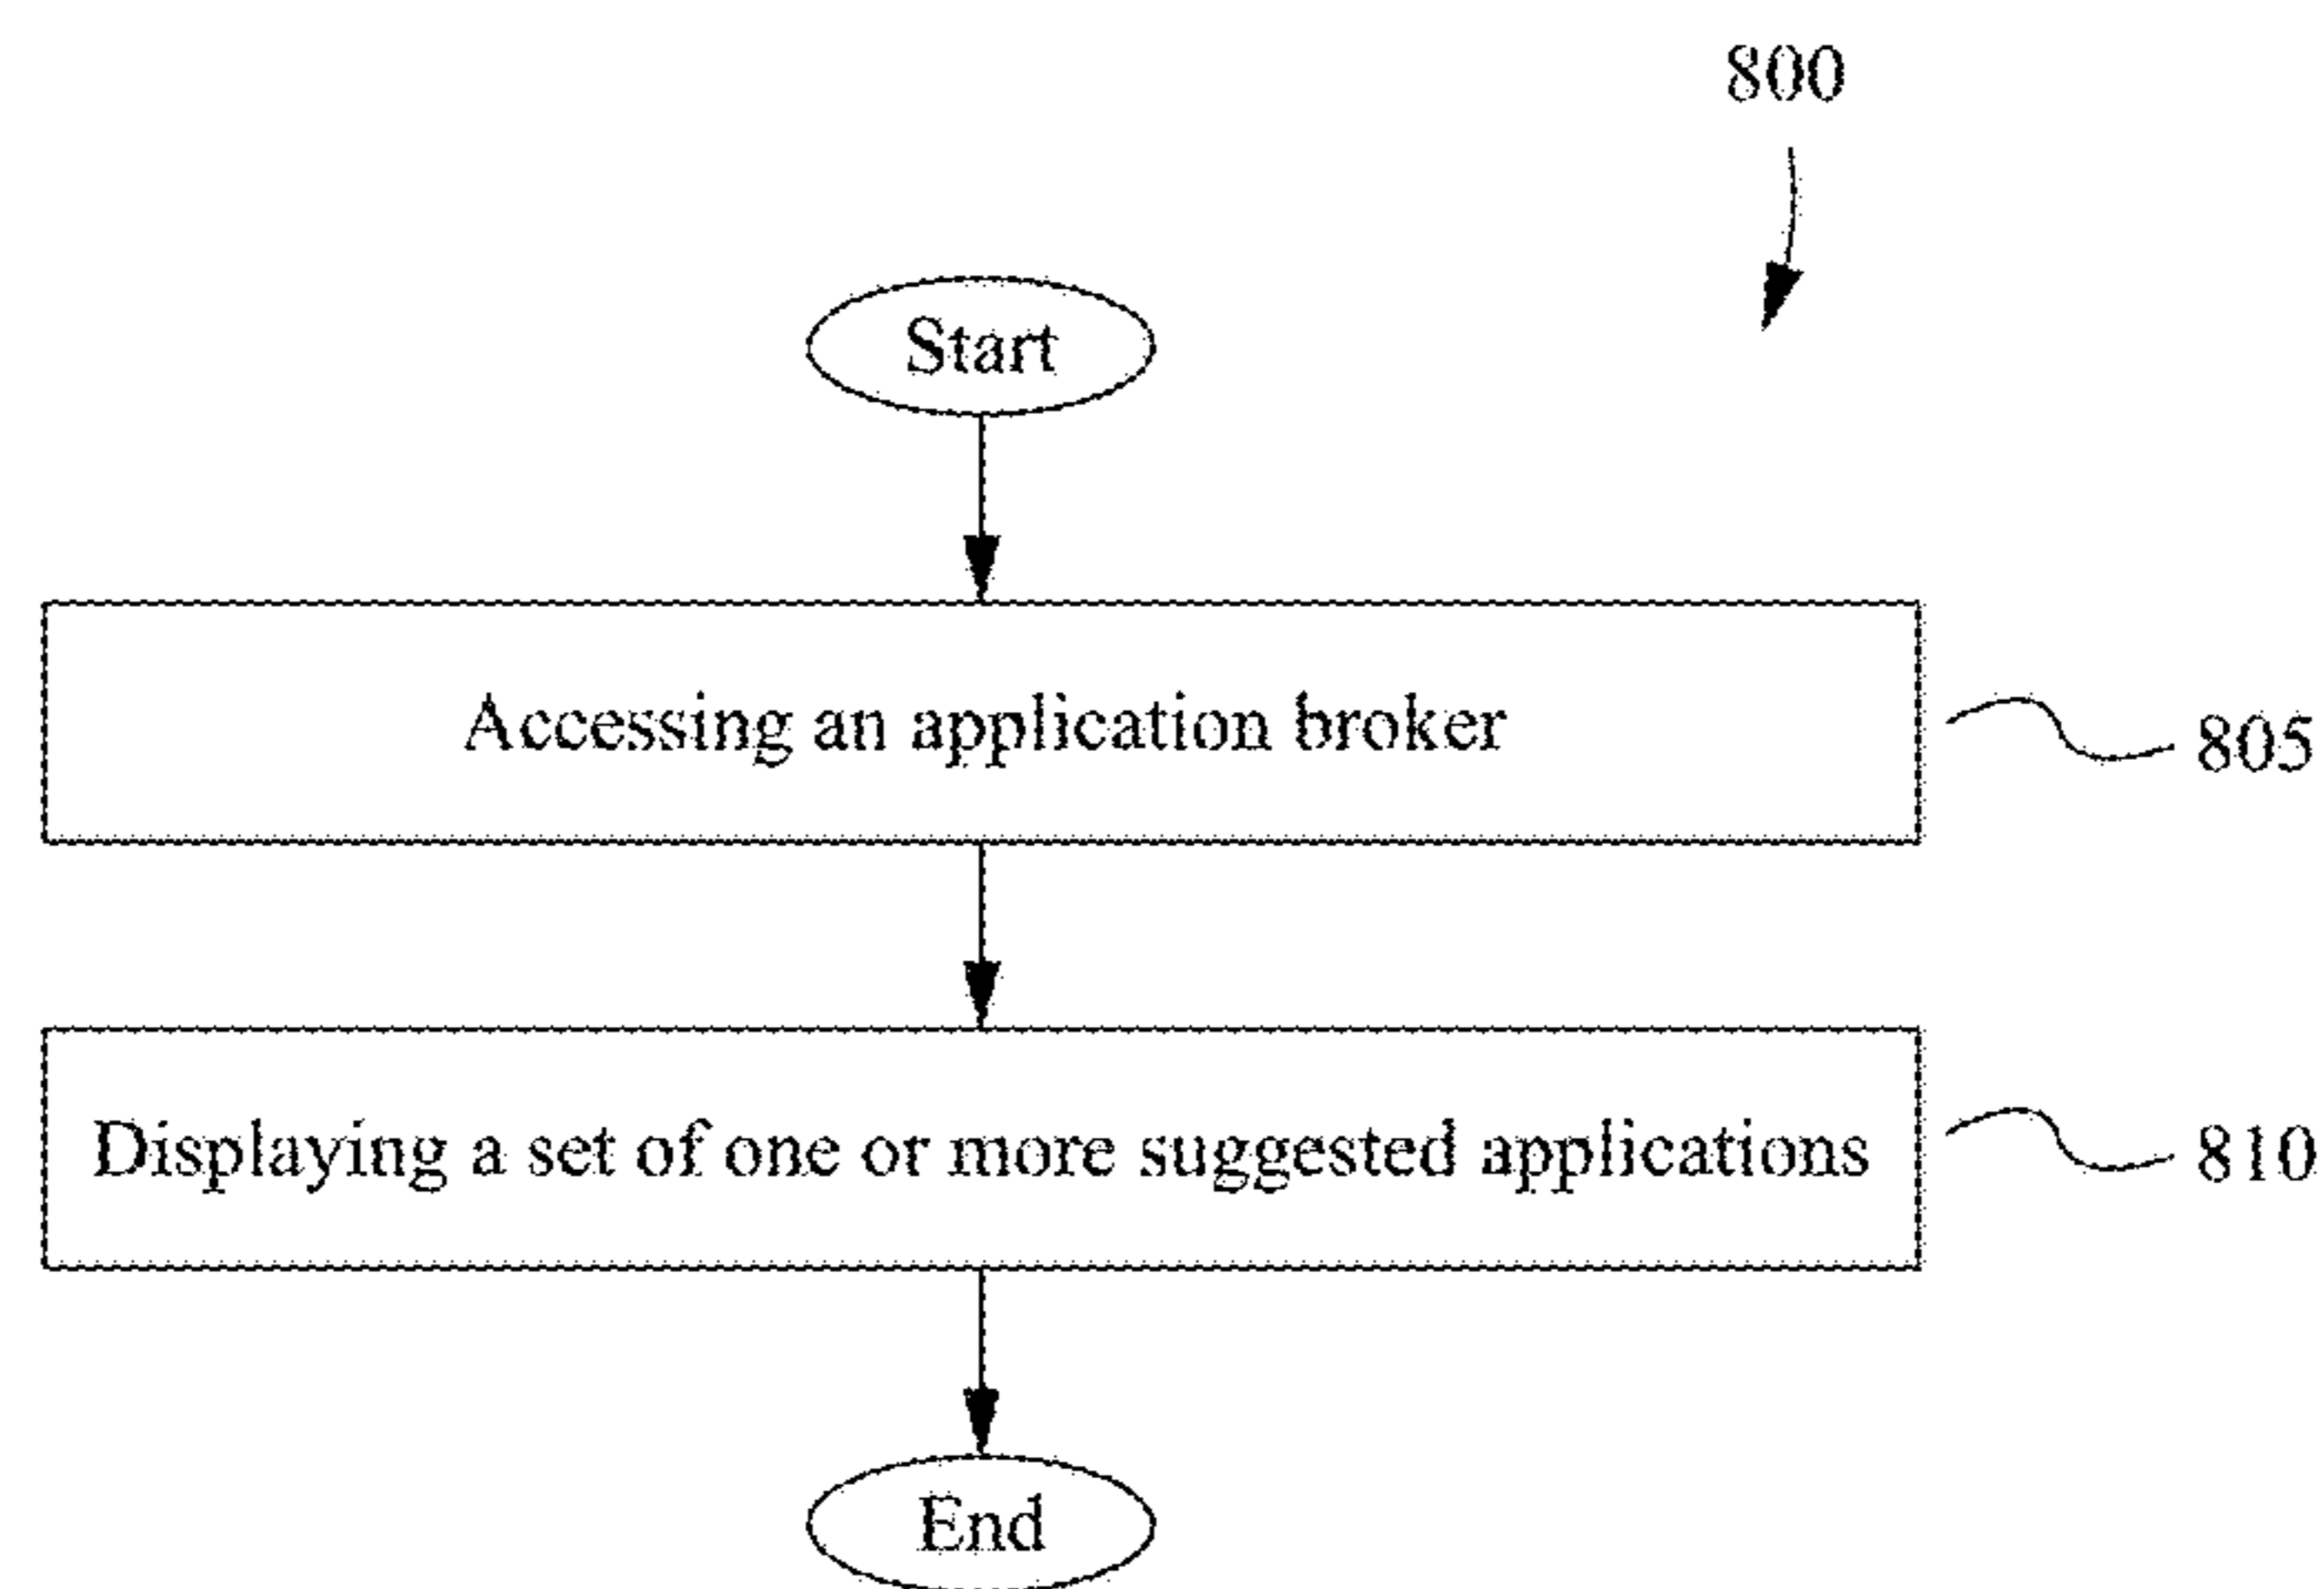 800
Start
Accessing an application broker
805
Displaying a set of one or more suggested applications
810
End